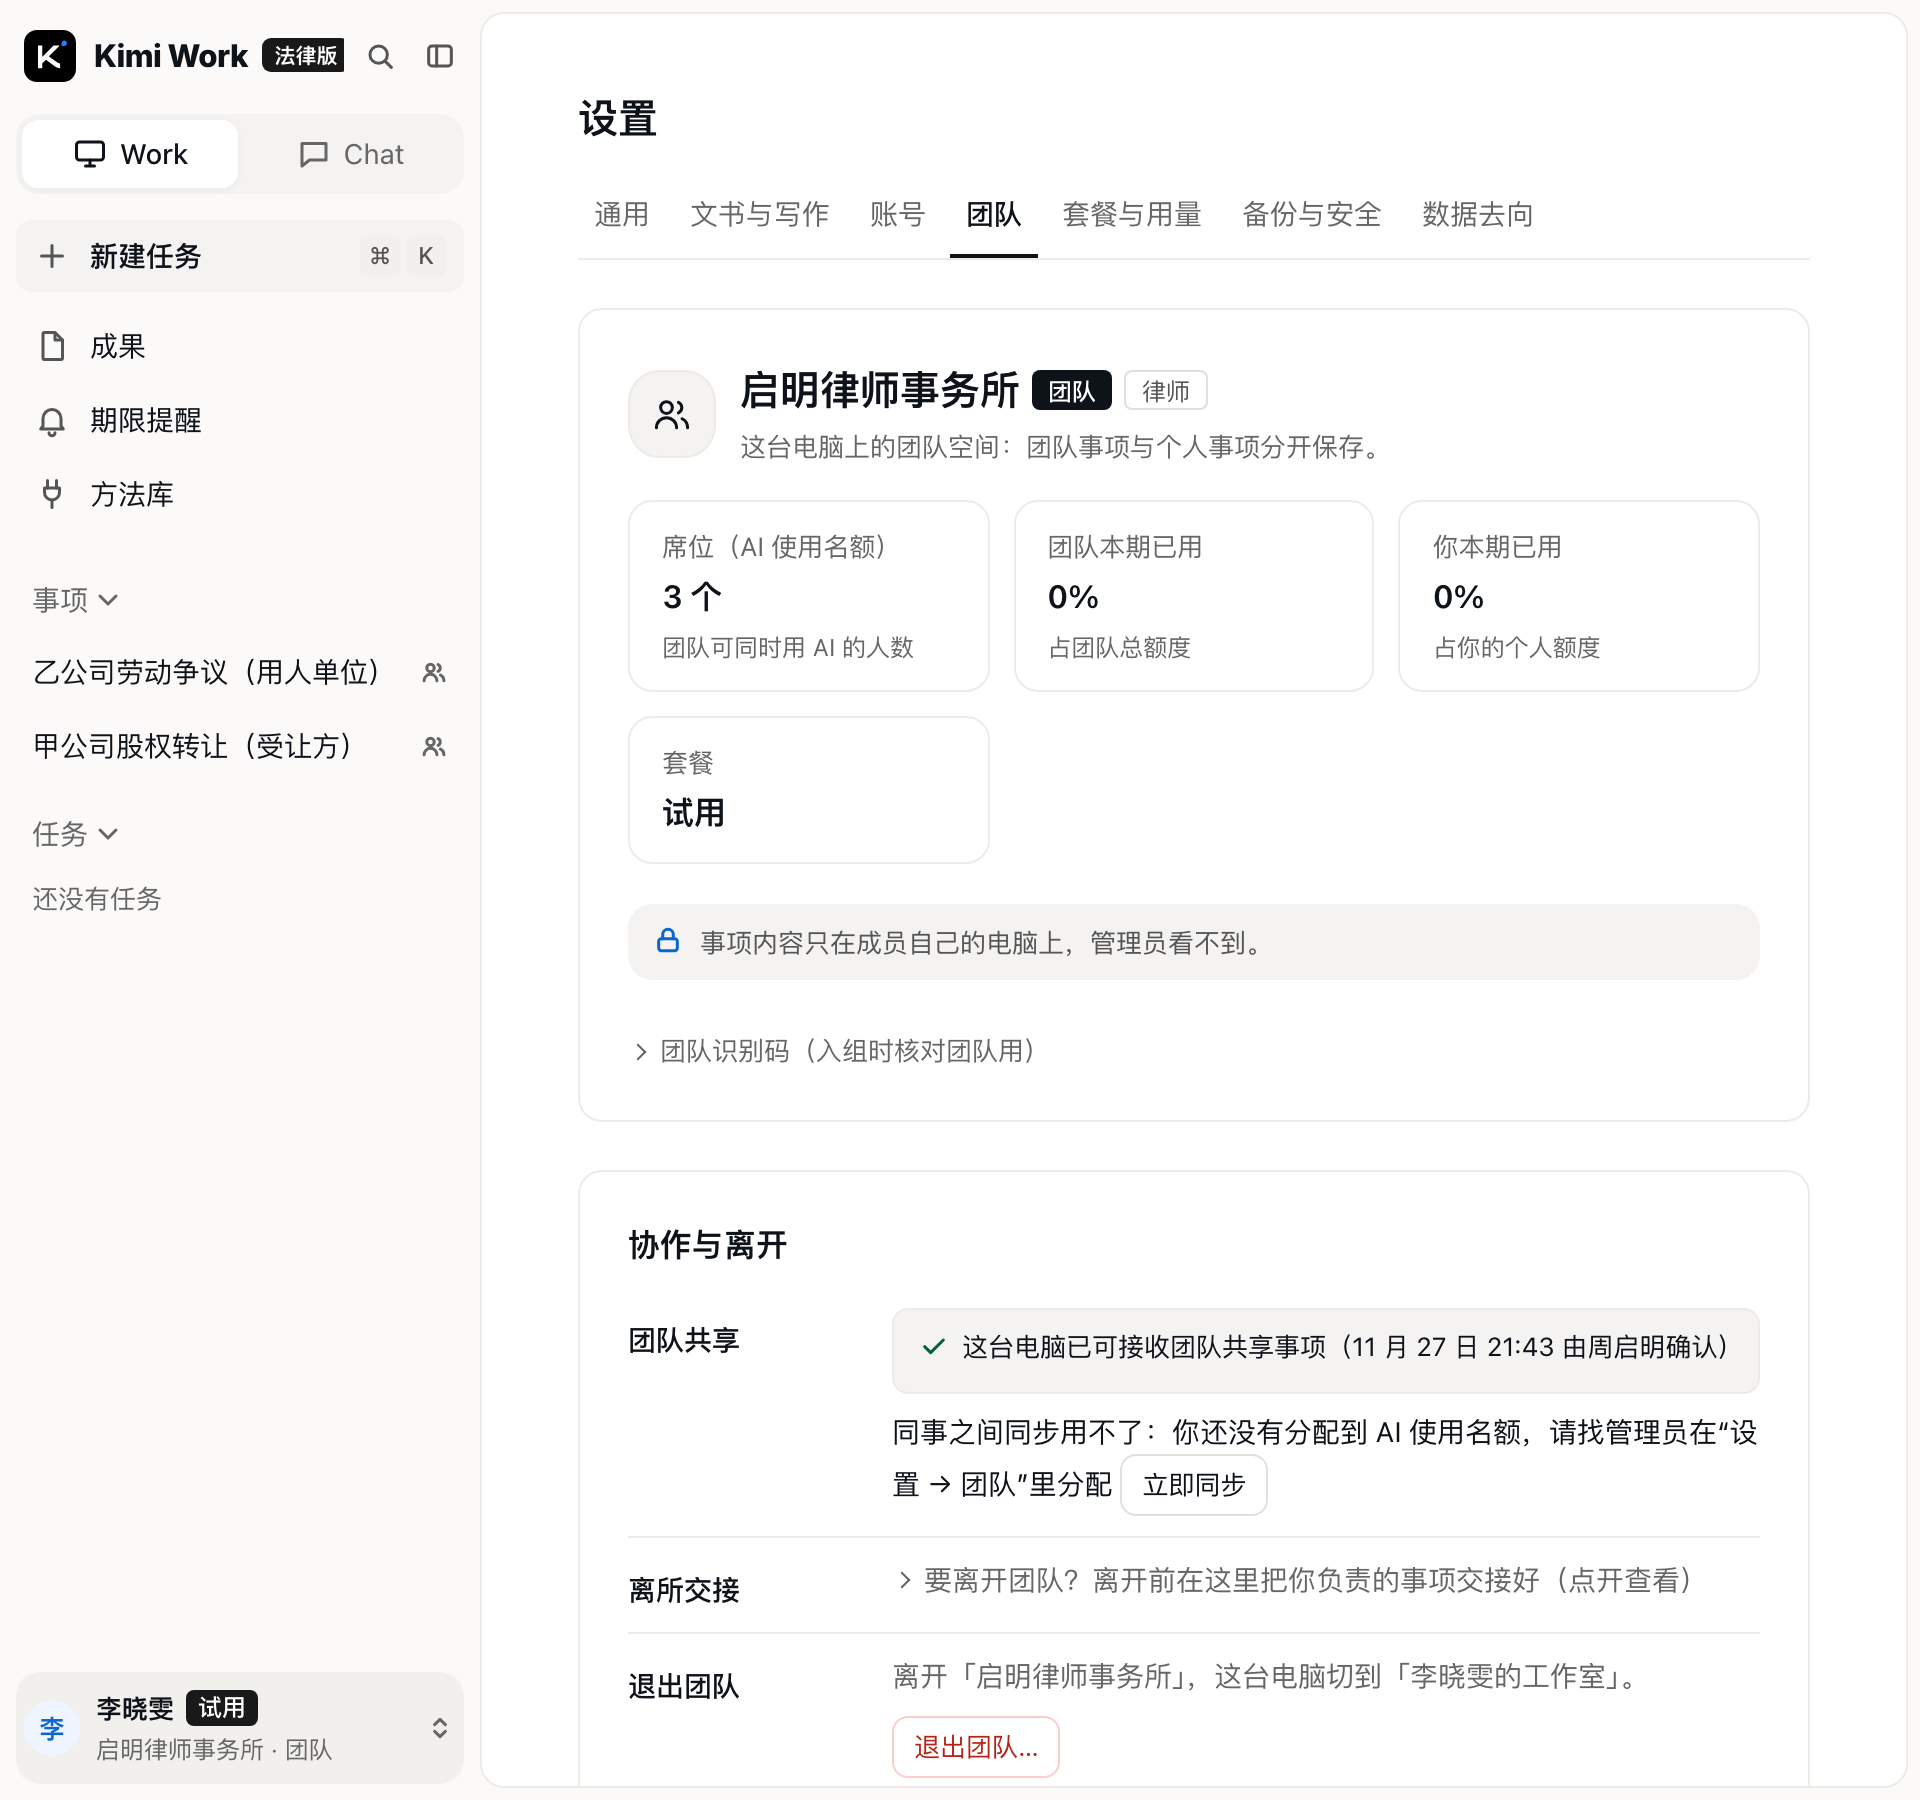 Kimi Work 法律版
Work
Chat
新建任务 ⌘ K
成果
期限提醒
方法库
事项
乙公司劳动争议（用人单位）
甲公司股权转让（受让方）
任务
还没有任务
李晓雯 试用
启明律师事务所 · 团队
李
设置
通用 文书与写作 账号 团队 套餐与用量 备份与安全 数据去向
启明律师事务所 团队 律师
这台电脑上的团队空间：团队事项与个人事项分开保存。
席位（AI 使用名额）
3 个
团队可同时用 AI 的人数
团队本期已用
0%
占团队总额度
你本期已用
0%
占你的个人额度
套餐
试用
事项内容只在成员自己的电脑上，管理员看不到。
团队识别码（入组时核对团队用）
协作与离开
团队共享
这台电脑已可接收团队共享事项（11 月 27 日 21:43 由周启明确认）
同事之间同步用不了：你还没有分配到 AI 使用名额，请找管理员在“设
置 → 团队”里分配 立即同步
离所交接
要离开团队？离开前在这里把你负责的事项交接好（点开查看）
退出团队
离开「启明律师事务所」，这台电脑切到「李晓雯的工作室」。
退出团队...